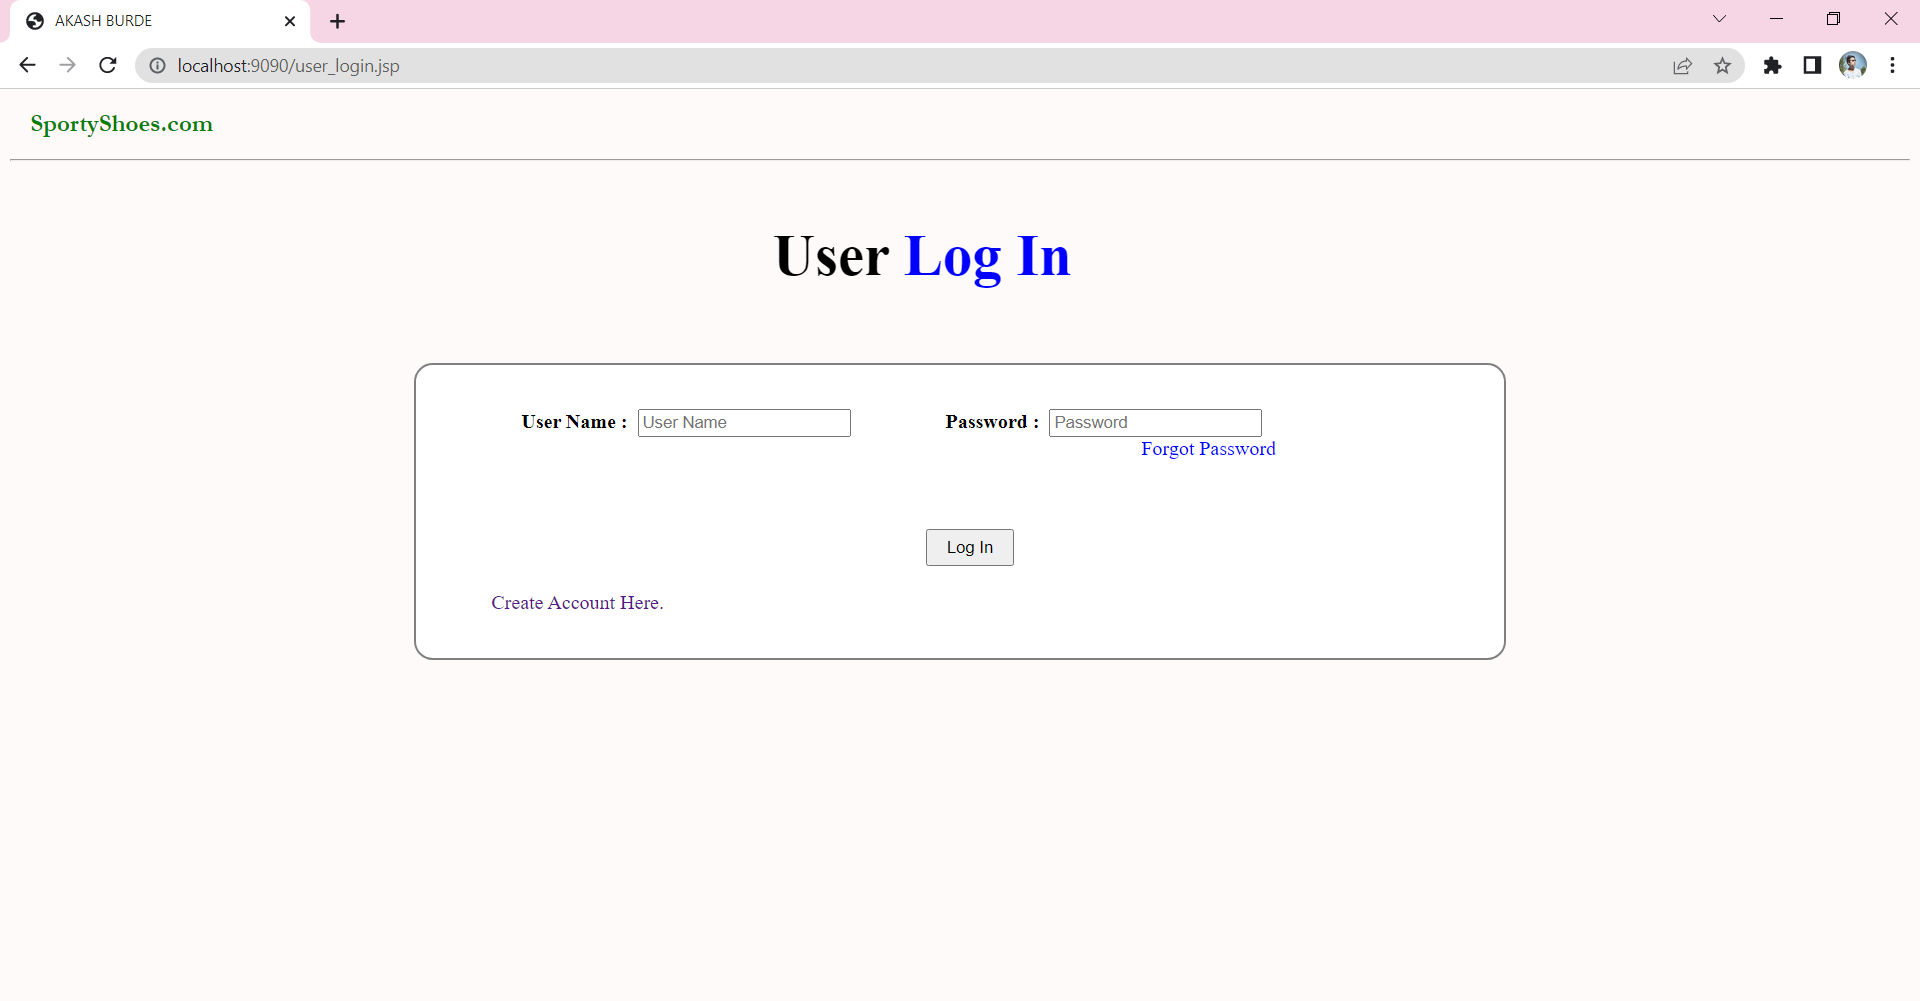 AKASH BURDE
localhost:9090/user_login.jsp
SportyShoes.com
User Log In
User Name : User Name Password : Password
Forgot Password
Log In
Create Account Here.